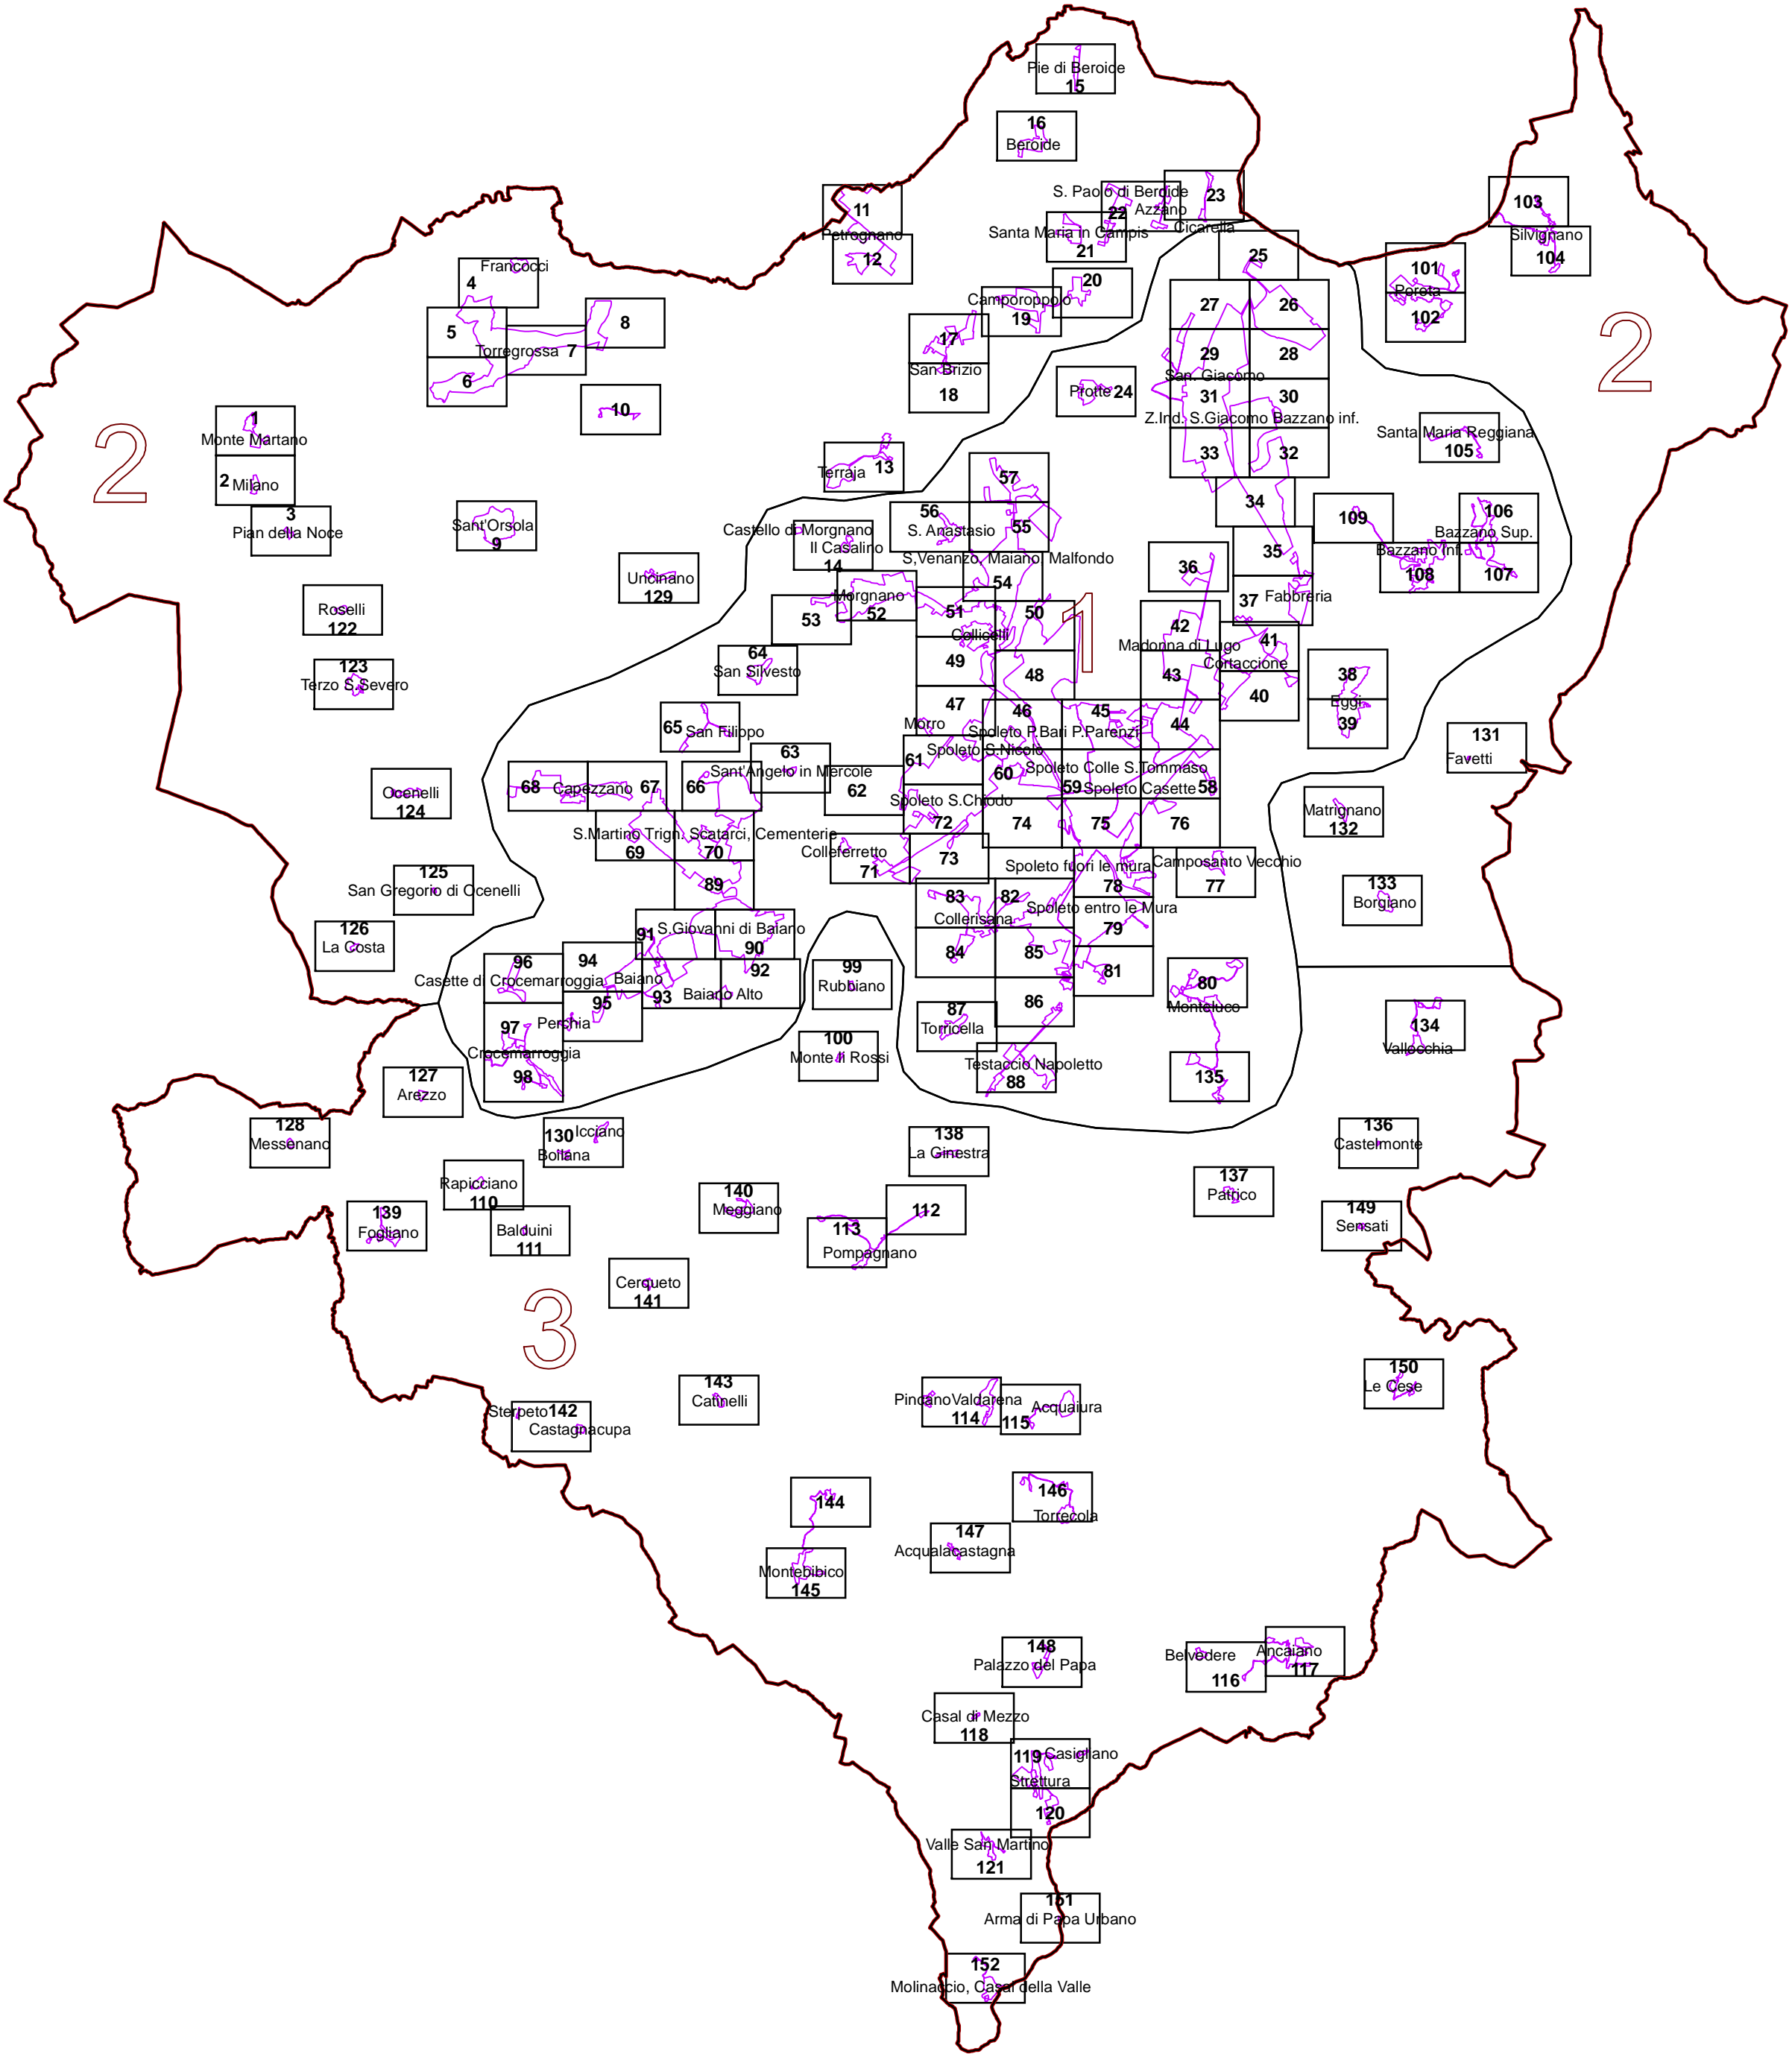 Pie di Beroide
15
16
Beroide
S. Paolo di Beroide
23
103
11
22
Azzano
Petrognano
Santa Maria in Campis
Cicarella
Silvignano
12
21
25
104
Francocci
4
20
101
Poreta
Camporoppolo
19
27
26
102
2
5
8
17
Torregrossa
7
29
28
6
San Brizio
San. Giacomo
18
Protte
24
31
30
10
1
Monte Martano
Z.Ind. S.Giacomo Bazzano inf.
Santa Maria Reggiana
105
2
33
32
Terraja
13
2
Milano
57
34
3
Pian della Noce
Sant'Orsola
9
56
S. Anastasio
55
109
106
Bazzano Sup.
Castello di Morgnano
Il Casalino
14
S,Venanzo, Maiano, Malfondo
35
Bazzano Inf.
108
107
36
Uncinano
129
54
Morgnano
52
37
Fabbreria
Roselli
122
53
51
50
1
42
Collicelli
Madonna di Lugo
41
64
San Silvesto
49
48
43
Cortaccione
38
123
Terzo S.Severo
40
Eggi
39
47
46
45
44
65
San Filippo
Morro
Spoleto P.Bari P.Parenzi
131
Favetti
63
Sant'Angelo in Mercole
61
Spoleto S.Nicolo
60
Spoleto Colle S.Tommaso
68
Capezzano
67
66
62
59
Spoleto Casette
58
Ocenelli
124
Spoleto S.Chiodo
Matrignano
132
72
74
75
76
S.Martino Trign. Scatarci, Cementerie
69
70
Colleferretto
71
73
Spoleto fuori le mura
Camposanto Vecchio
125
San Gregorio di Ocenelli
89
78
77
133
Borgiano
83
82
Spoleto entro le Mura
Collerisana
79
126
La Costa
91
S.Giovanni di Baiano
90
84
85
96
94
92
99
81
Casette di Crocemarroggia
Baiano
Rubbiano
80
95
93
Baiano Alto
86
Monteluco
87
Torricella
97
Perchia
134
Vallocchia
Crocemarroggia
98
100
Monte li Rossi
Testaccio Napoletto
88
135
127
Arezzo
128
Messenano
130
Icciano
Bollana
138
La Ginestra
136
Castelmonte
Rapicciano
110
140
Meggiano
137
Patrico
139
Fogliano
Balduini
111
113
112
Pompagnano
149
Sensati
Cerqueto
141
3
143
Catinelli
150
Le Cese
Pincano
Valdarena
114
Acquaiura
115
Sterpeto
142
Castagnacupa
144
146
Torrecola
147
Acqualacastagna
Montebibico
145
148
Palazzo del Papa
Belvedere
116
Ancaiano
117
Casal di Mezzo
118
119
Casigliano
Strettura
120
Valle San Martino
121
151
Arma di Papa Urbano
152
Molinaccio, Casal della Valle